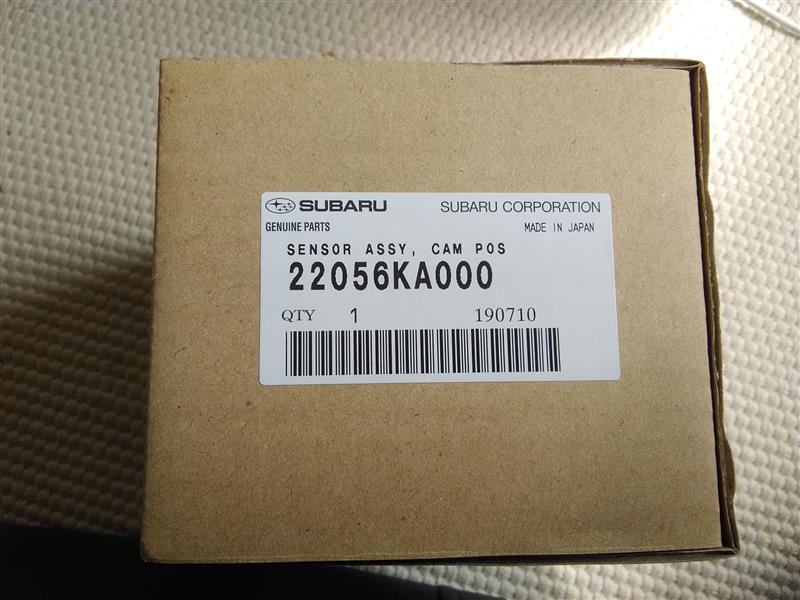 SUBARU SUBARU CORPORATION
GENUINE PARTS MADE IN JAPAN
SENSOR ASSY, CAM POS
22056KA000
QTY 1 190710